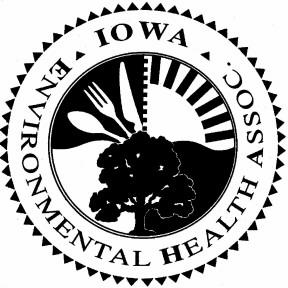 IOWA
ENVIRONMENTAL HEALTH ASSOC.